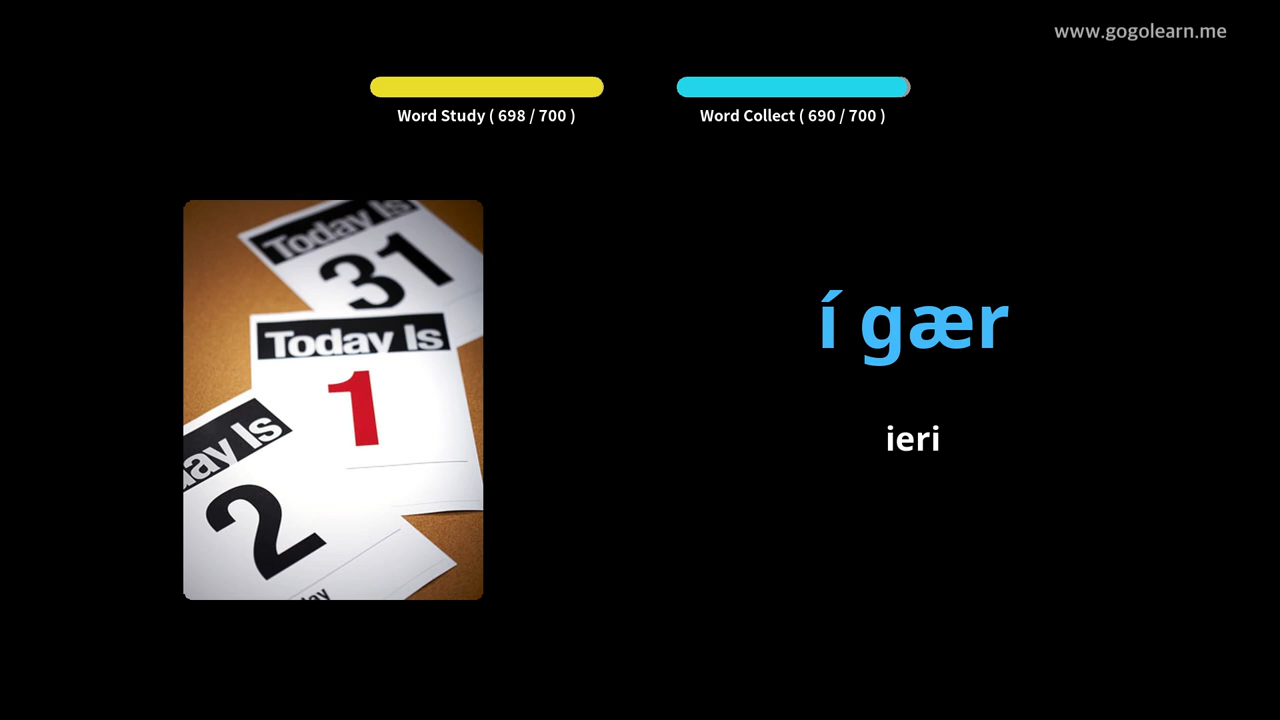 www.gogolearn.me
Word Study ( 698 / 700 )
Word Collect ( 690 / 700 )
Today Is
31
Today Is
1
ay Is
2
í gær
ieri